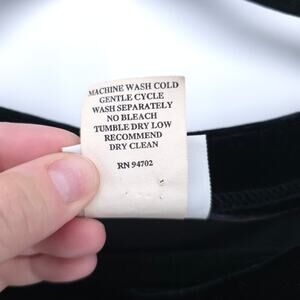 MACHINE WASH COLD
GENTLE CYCLE
WASH SEPARATELY
NO BLEACH
TUMBLE DRY LOW
RECOMMEND
DRY CLEAN
RN 94702